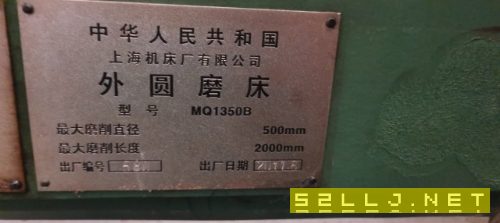 中华人民共和国
上海机床厂有限公司
外圆磨床
型号 MQ1350B
最大磨削直径 500mm
最大磨削长度 2000mm
出厂编号 出厂日期
52LLJ.NET